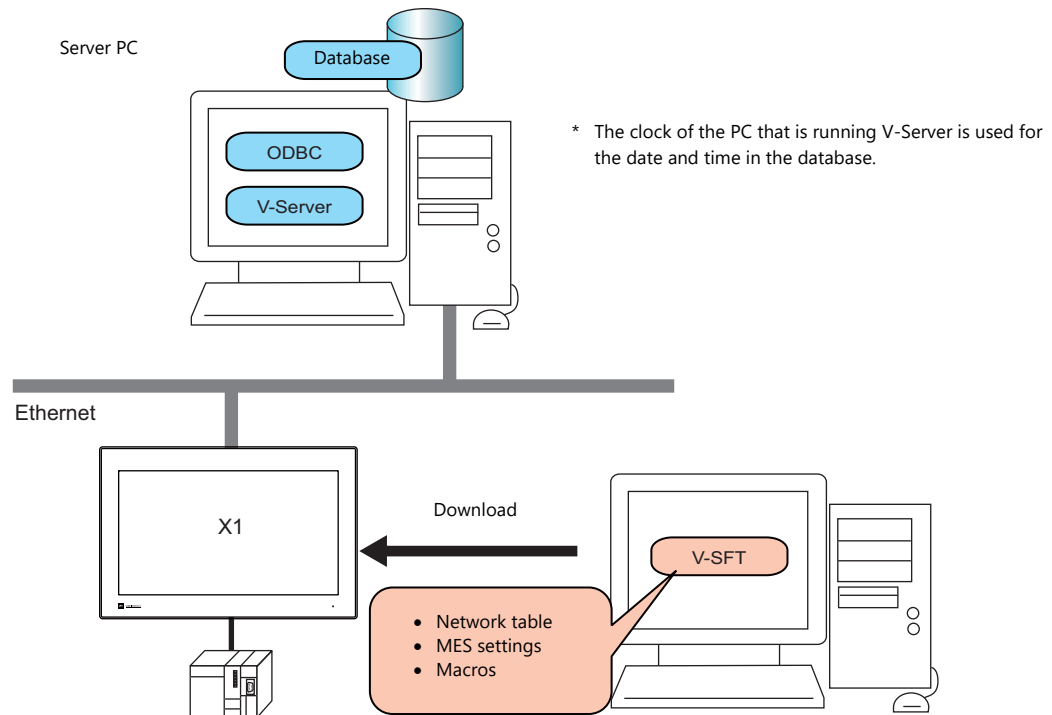 Server PC
Database
ODBC
V-Server
* The clock of the PC that is running V-Server is used for
the date and time in the database.
Ethernet
X1
Download
V-SFT
• Network table
• MES settings
• Macros